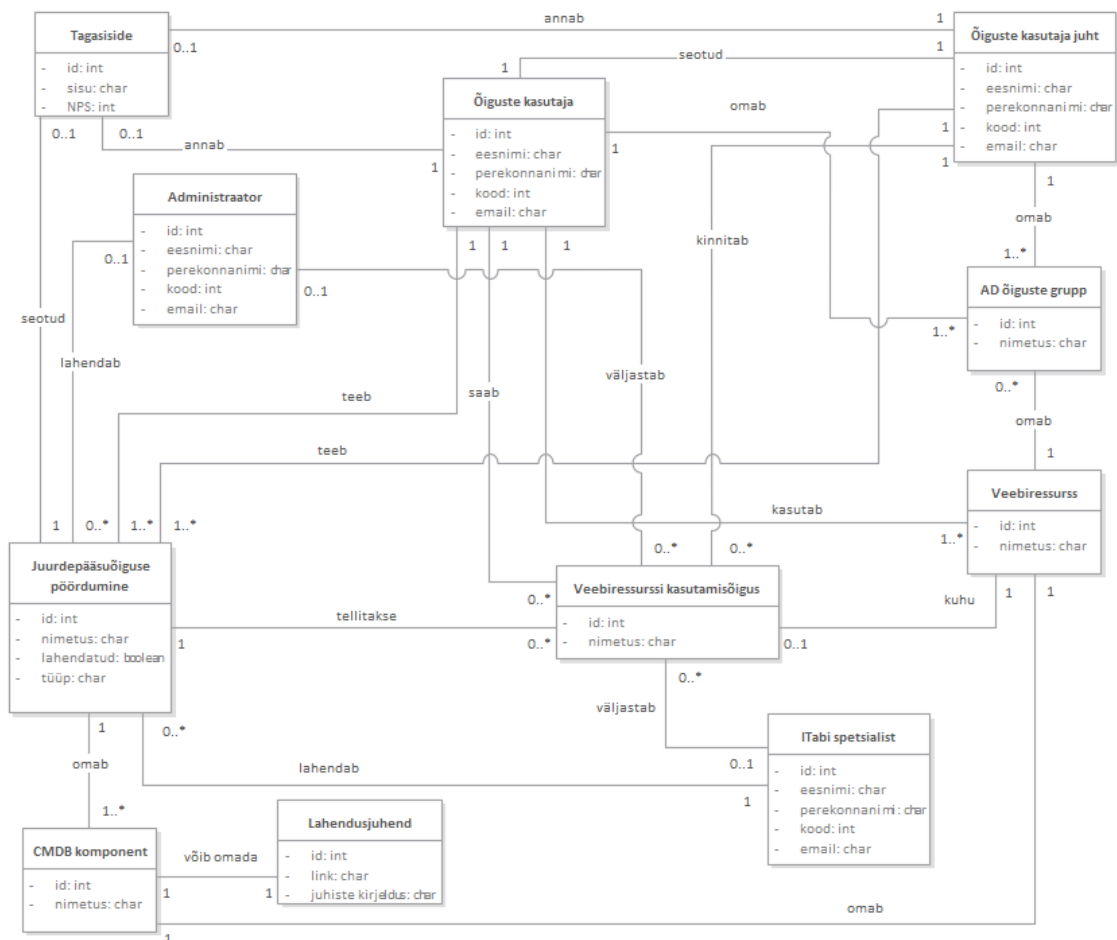 annab
1
0..1
Tagasiside
- id: int
- sisu: char
- NPS: int
0..1
0..1
Õiguste kasutaja juht
- id: int
- eesnimi: char
- perekonnanimi: char
- kood: int
- email: char
seotud
1
1
Õiguste kasutaja
- id: int
- eesnimi: char
- perekonnanimi: char
- kood: int
- email: char
annab
1
omab
1
1
1
kinnitab
1
omab
1..*
Administraator
- id: int
- eesnimi: char
- perekonnanimi: char
- kood: int
- email: char
0..1
0..1
1
1
1
AD õiguste grupp
- id: int
- nimetus: char
1..*
0..*
omab
1
seotud
lahendab
väljastab
saab
teeb
teeb
kasutab
Veebiressurss
- id: int
- nimetus: char
1..*
1
1
1
0..*
1..*
1..*
0..*
0..*
Juurdepääsuõiguse
pöördumine
- id: int
- nimetus: char
- lahendatud: boolean
- tüüp: char
tellitakse
1
0..*
0..*
Veebiressurssi kasutamisõigus
- id: int
- nimetus: char
0..1
kuhu
0..*
väljastab
0..1
1
0..*
omab
1..*
lahendab
1
ITabi spetsialist
- id: int
- eesnimi: char
- perekonnanimi: char
- kood: int
- email: char
CMDB komponent
- id: int
- nimetus: char
võib omada
1
1
Lahendusjuhend
- id: int
- link: char
- juhiste kirjeldus: char
omab
1